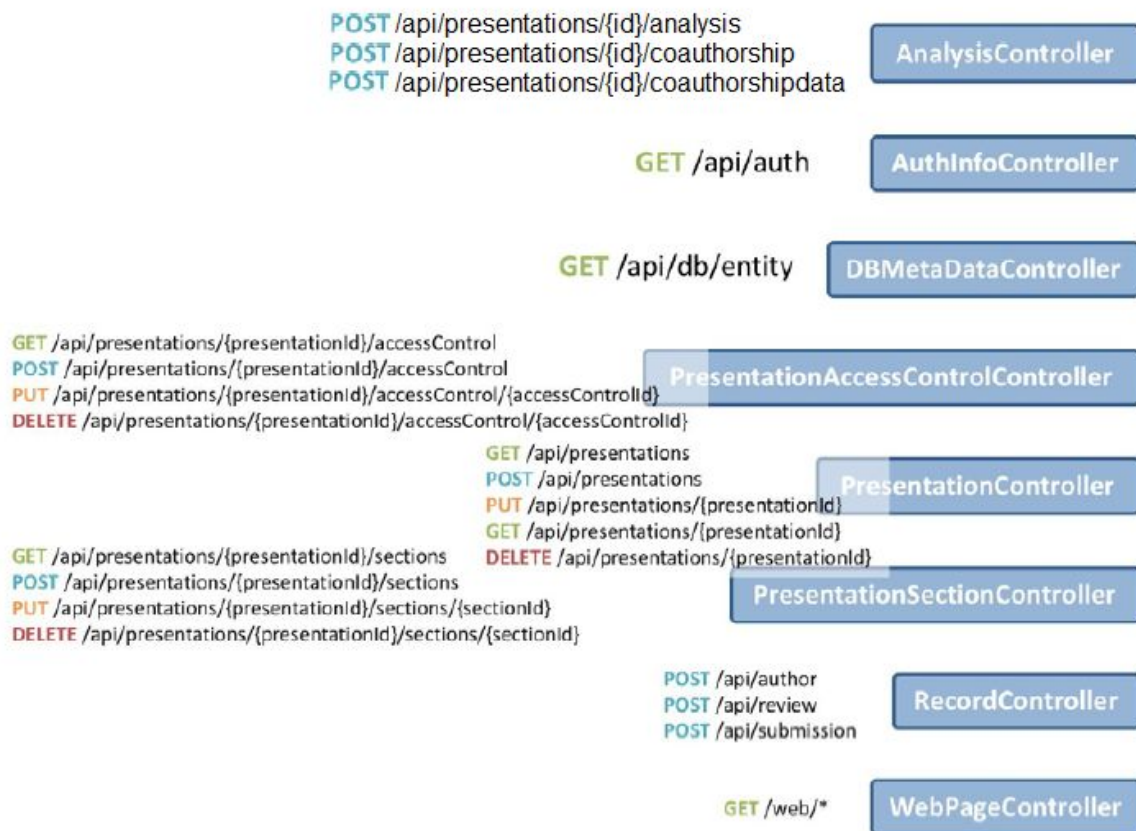 POST /api/presentations/{id}/analysis
POST /api/presentations/{id}/coauthorship
POST /api/presentations/{id}/coauthorshipdata
AnalysisController
GET /api/auth
AuthInfoController
GET /api/db/entity
DBMetaDataController
GET /api/presentations/{presentationId}/accessControl
POST /api/presentations/{presentationId}/accessControl
PUT /api/presentations/{presentationId}/accessControl/{accessControlId}
DELETE /api/presentations/{presentationId}/accessControl/{accessControlId}
PresentationAccessControlController
GET /api/presentations
POST /api/presentations
PUT /api/presentations/{presentationId}
GET /api/presentations/{presentationId}
DELETE /api/presentations/{presentationId}
PresentationController
GET /api/presentations/{presentationId}/sections
POST /api/presentations/{presentationId}/sections
PUT /api/presentations/{presentationId}/sections/{sectionId}
DELETE /api/presentations/{presentationId}/sections/{sectionId}
PresentationSectionController
POST /api/author
POST /api/review
POST /api/submission
RecordController
GET /web/*
WebPageController